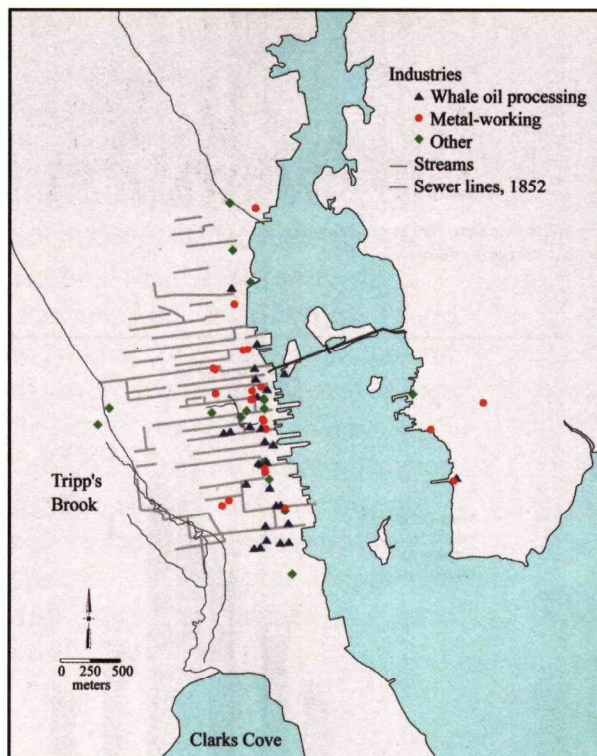 Industries
Whale oil processing
Metal-working
Other
Streams
Sewer lines, 1852
Tripp's
Brook
0 250 500
meters
Clarks Cove